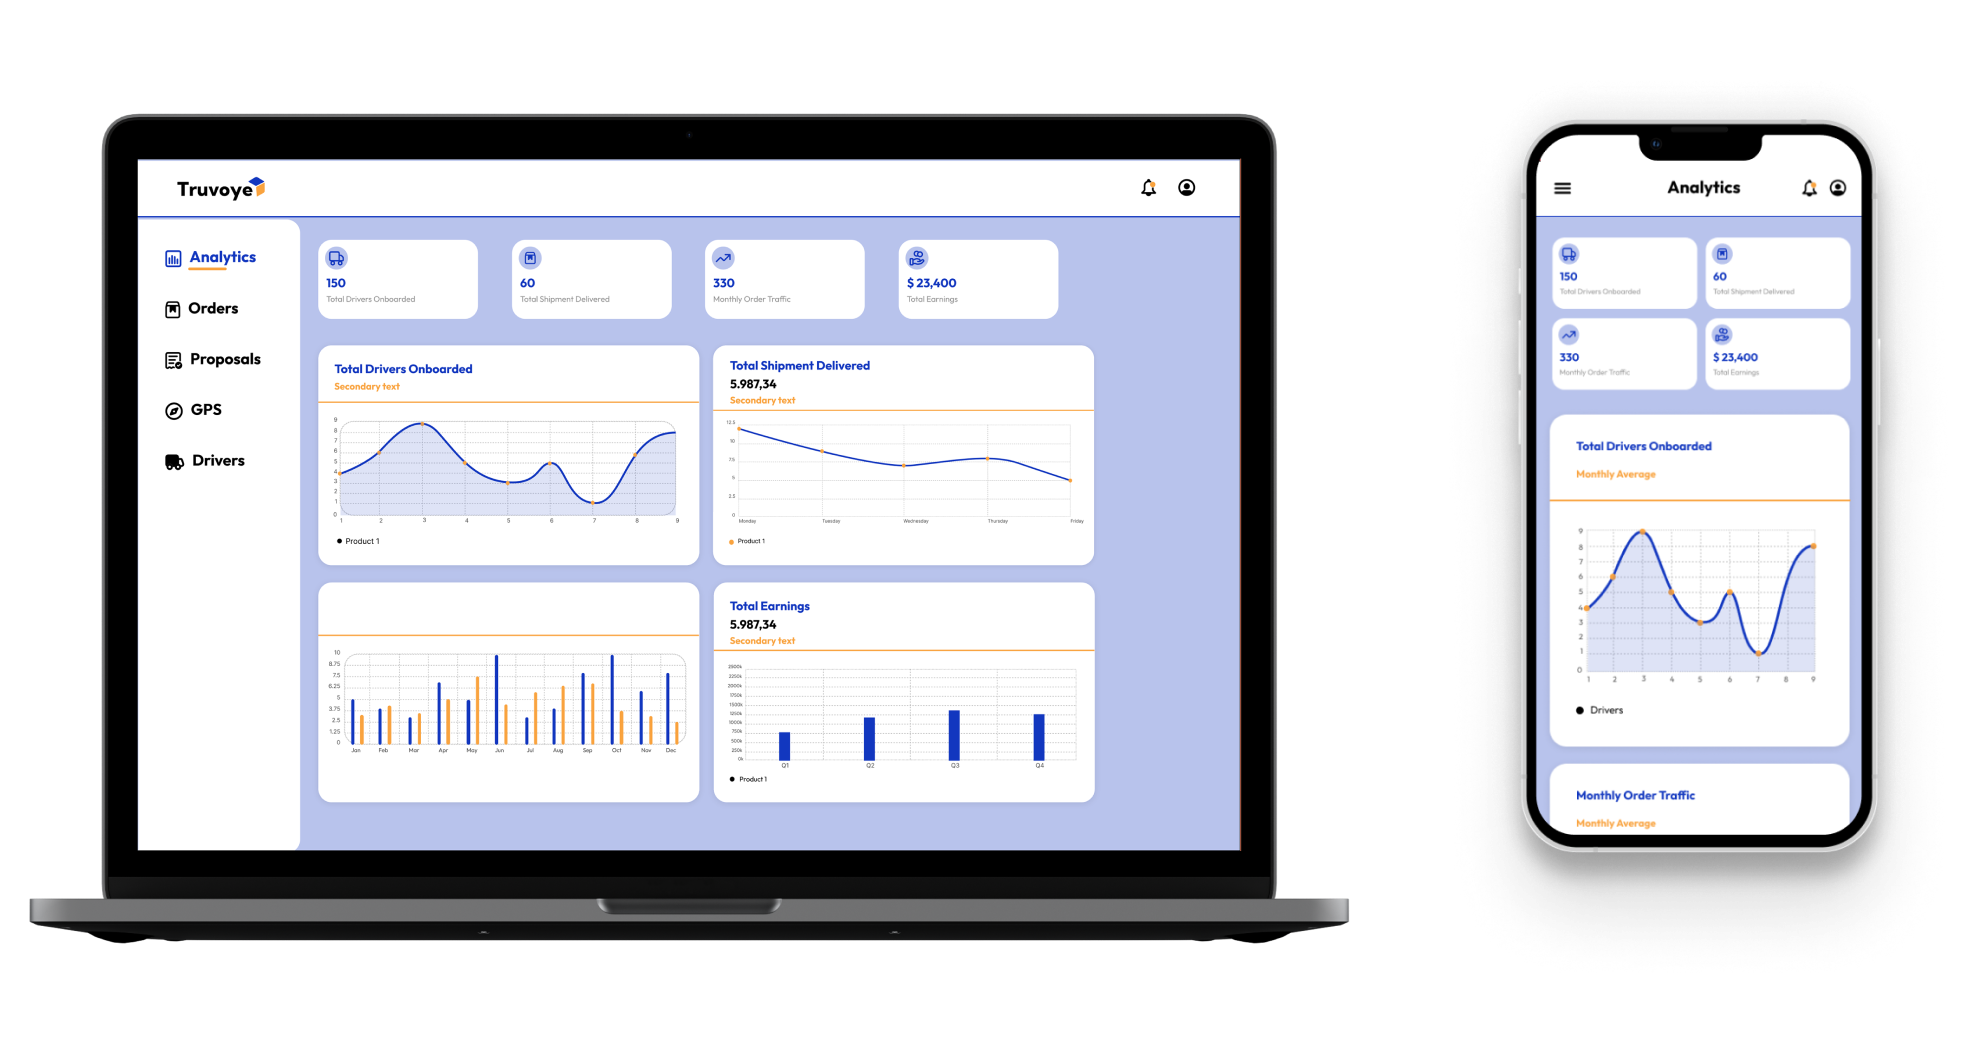 Truvoye
Analytics
Orders
Proposals
GPS
Drivers
150
Total Drivers Onboarded
60
Total Shipment Delivered
330
Monthly Order Traffic
$ 23,400
Total Earnings
Total Drivers Onboarded
Secondary text
9
8
7
6
5
4
3
2
1
0
1 2 3 4 5 6 7 8 9
Product 1
Total Shipment Delivered
5.987,34
Secondary text
12.5
10
7.5
5
2.5
0
Monday Tuesday Wednesday Thursday Friday
Product 1
10
8.75
7.5
6.25
5
3.75
2.5
1.25
0
Jan Feb Mar Apr May Jun Jul Aug Sep Oct Nov Dec
Total Earnings
5.987,34
Secondary text
2500k
2250k
2000k
1750k
1500k
1250k
1000k
750k
500k
250k
0k
Q1 Q2 Q3 Q4
Product 1
Analytics
150
Total Drivers Onboarded
60
Total Shipment Delivered
330
Monthly Order Traffic
$ 23,400
Total Earnings
Total Drivers Onboarded
Monthly Average
9
8
7
6
5
4
3
2
1
0
1 2 3 4 5 6 7 8 9
Drivers
Monthly Order Traffic
Monthly Average